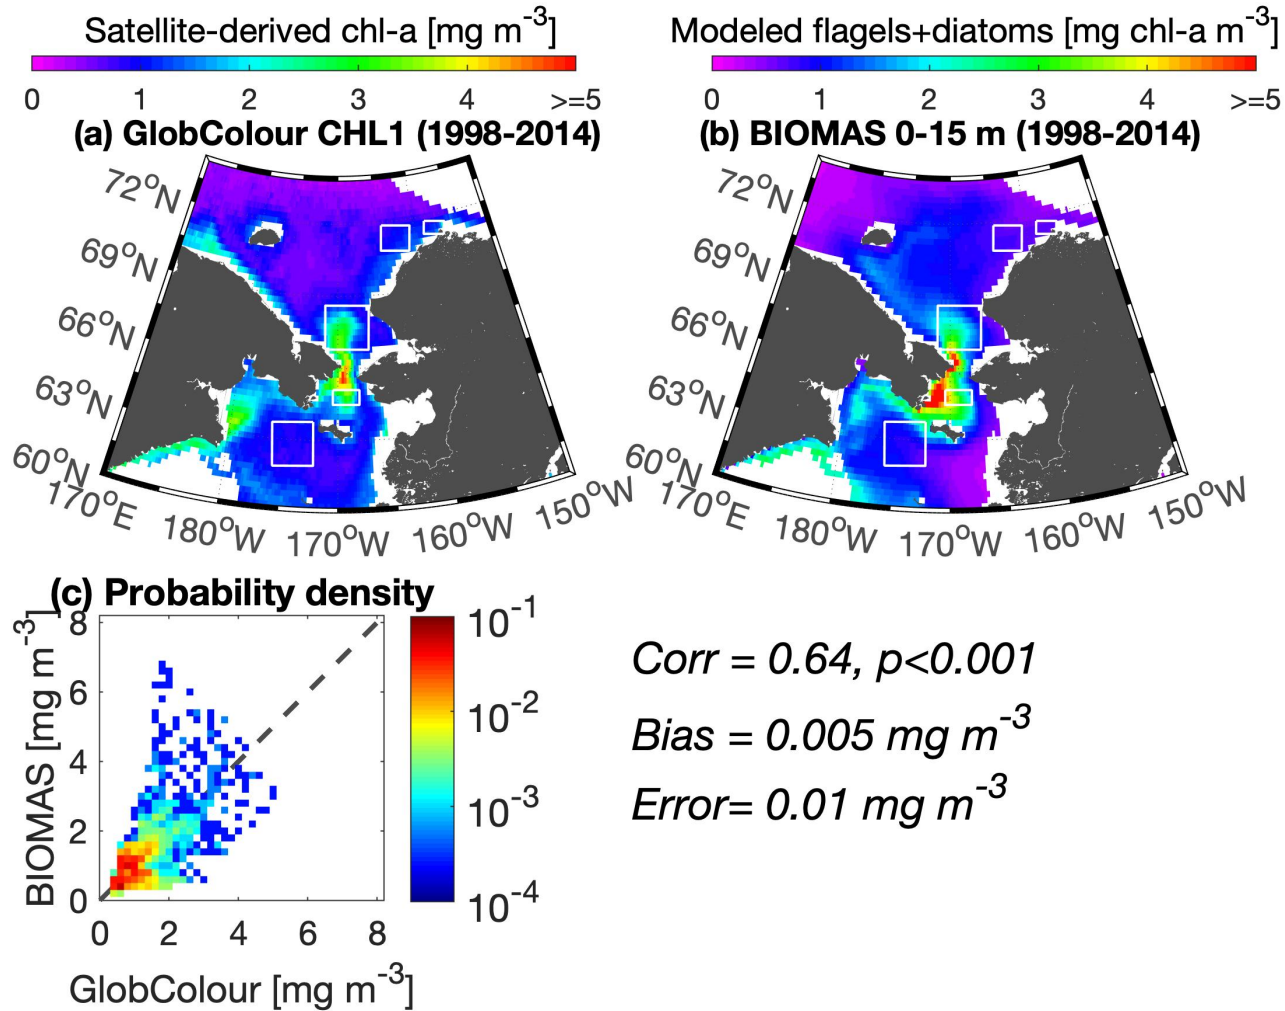 Satellite-derived chl-a [mg m⁻³]
0 1 2 3 4 >=5
(a) GlobColour CHL1 (1998-2014)
72°N
69°N
66°N
63°N
60°N
170°E
180°W
170°W
160°W
150°W
Modeled flagels+diatoms [mg chl-a m⁻³]
0 1 2 3 4 >=5
(b) BIOMAS 0-15 m (1998-2014)
72°N
69°N
66°N
63°N
60°N
170°E
180°W
170°W
160°W
150°W
(c) Probability density
BIOMAS [mg m⁻³]
8
6
4
2
0
0 2 4 6 8
GlobColour [mg m⁻³]
10⁻¹
10⁻²
10⁻³
10⁻⁴
Corr = 0.64, p<0.001
Bias = 0.005 mg m⁻³
Error= 0.01 mg m⁻³